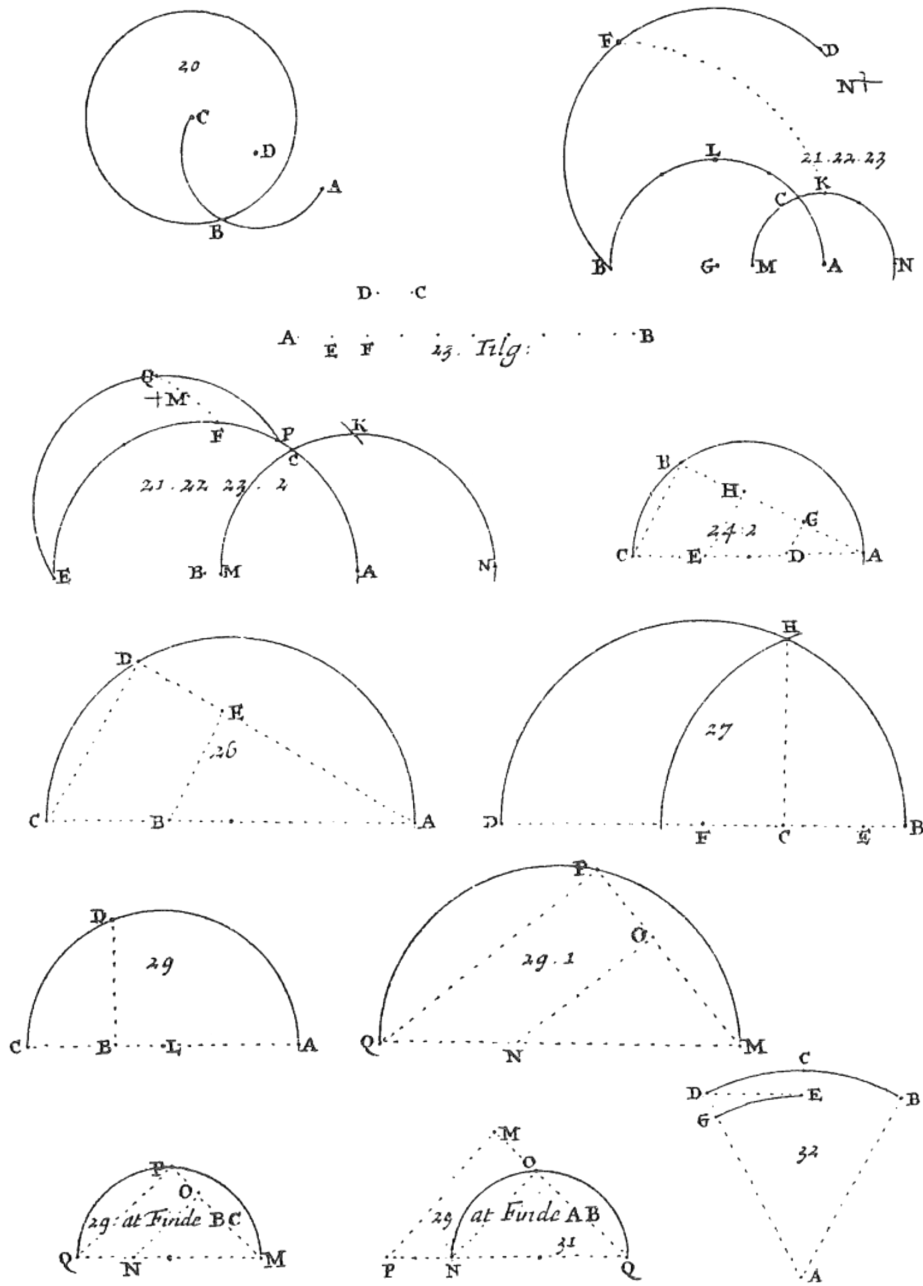 20
C
D
A
B
F
D
N
21.22.23
L
K
C
B
G
M
A
N
D C
A E F 23. Tilg: B
Q
M
F
P
K
C
21.22 23.2
E
B
M
A
N
B
H
G
24.2
C
E
D
A
D
E
26
C
B
A
H
27
D
F
C
E
B
D
29
C
B
L
A
P
O
29.1
Q
N
M
C
D
E
B
G
32
A
P
O
29. at Finde BC
Q
N
M
M
O
29 at Finde AB
31
P
N
Q